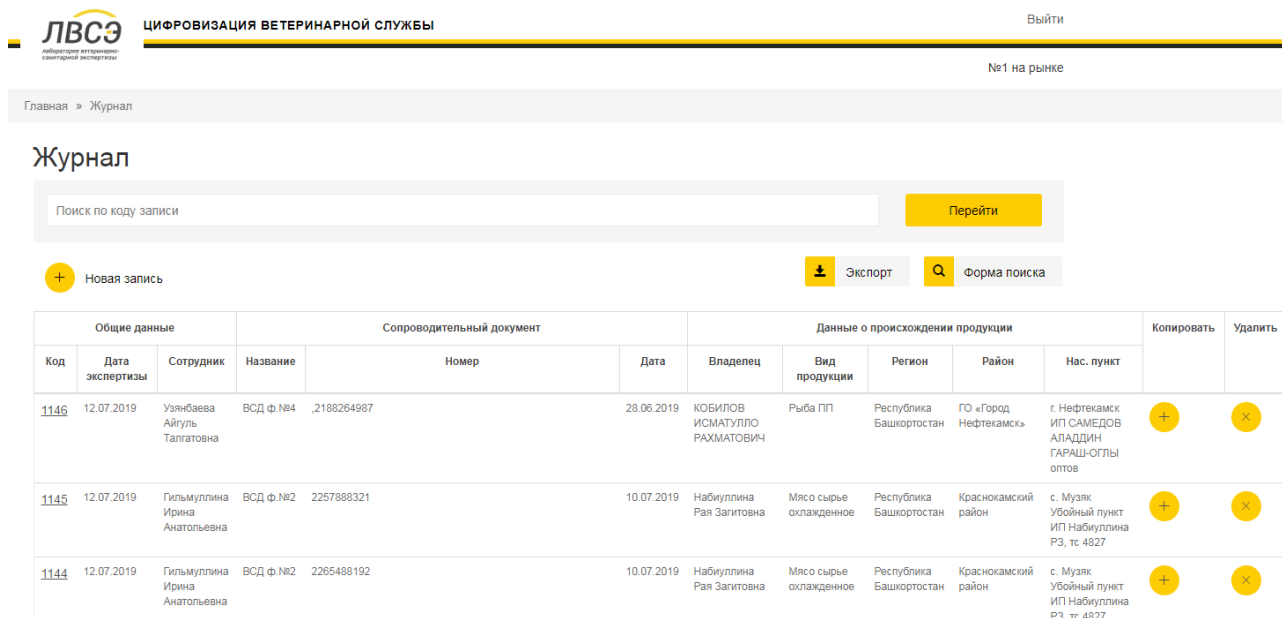 ЛВСЭ
лаборатория ветеринарно-
санитарной экспертизы
ЦИФРОВИЗАЦИЯ ВЕТЕРИНАРНОЙ СЛУЖБЫ
Выйти
№1 на рынке
Главная » Журнал
Журнал
Поиск по коду записи
Перейти
+ Новая запись
Экспорт
Форма поиска
Общие данные Сопроводительный документ Данные о происхождении продукции Копировать Удалить
Код Дата экспертизы Сотрудник Название Номер Дата Владелец Вид продукции Регион Район Нас. пункт
1146 12.07.2019 Узянбаева ВСД ф.№4 ,2188264987 28.06.2019 КОБИЛОВ Рыба ПП Республика ГО «Город г. Нефтекамск
Айгуль ИСМАТУЛЛО Башкортостан Нефтекамск» ИП САМЕДОВ
Талгатовна РАХМАТОВИЧ АЛАДДИН
ГАРАШ-ОГЛЫ
оптов
1145 12.07.2019 Гильмуллина ВСД ф.№2 2257888321 10.07.2019 Набиуллина Мясо сырье Республика Краснокамский с. Музяк
Ирина Рая Загитовна охлажденное Башкортостан район Убойный пункт
Анатольевна ИП Набиуллина
РЗ, тс 4827
1144 12.07.2019 Гильмуллина ВСД ф.№2 2265488192 10.07.2019 Набиуллина Мясо сырье Республика Краснокамский с. Музяк
Ирина Рая Загитовна охлажденное Башкортостан район Убойный пункт
Анатольевна ИП Набиуллина
РЗ, тс 4827